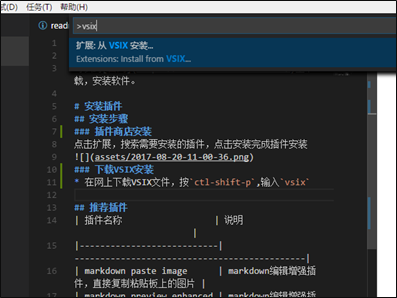 式(D) 任务(T) 帮助(H)
readm
>vsix
扩展: 从 VSIX 安装...
Extensions: Install from VSIX...
载，安装软件。
5 # 安装插件
6 ## 安装步骤
7 ### 插件商店安装
8 点击扩展，搜索需要安装的插件，点击安装完成插件安装
9 ![](assets/2017-08-20-11-00-36.png)
10 ### 下载VSIX安装
11 * 在网上下载VSIX文件，按`ctl-shift-p`,输入`vsix`
12
13 ## 推荐插件
14 | 插件名称 | 说明
|
15 |--------------------------|
--------------------------------------|
16 | markdown paste image | markdown编辑增强插
件，直接复制粘贴板上的图片 |
17 | markdown preview enhanced | markdown编辑增强插